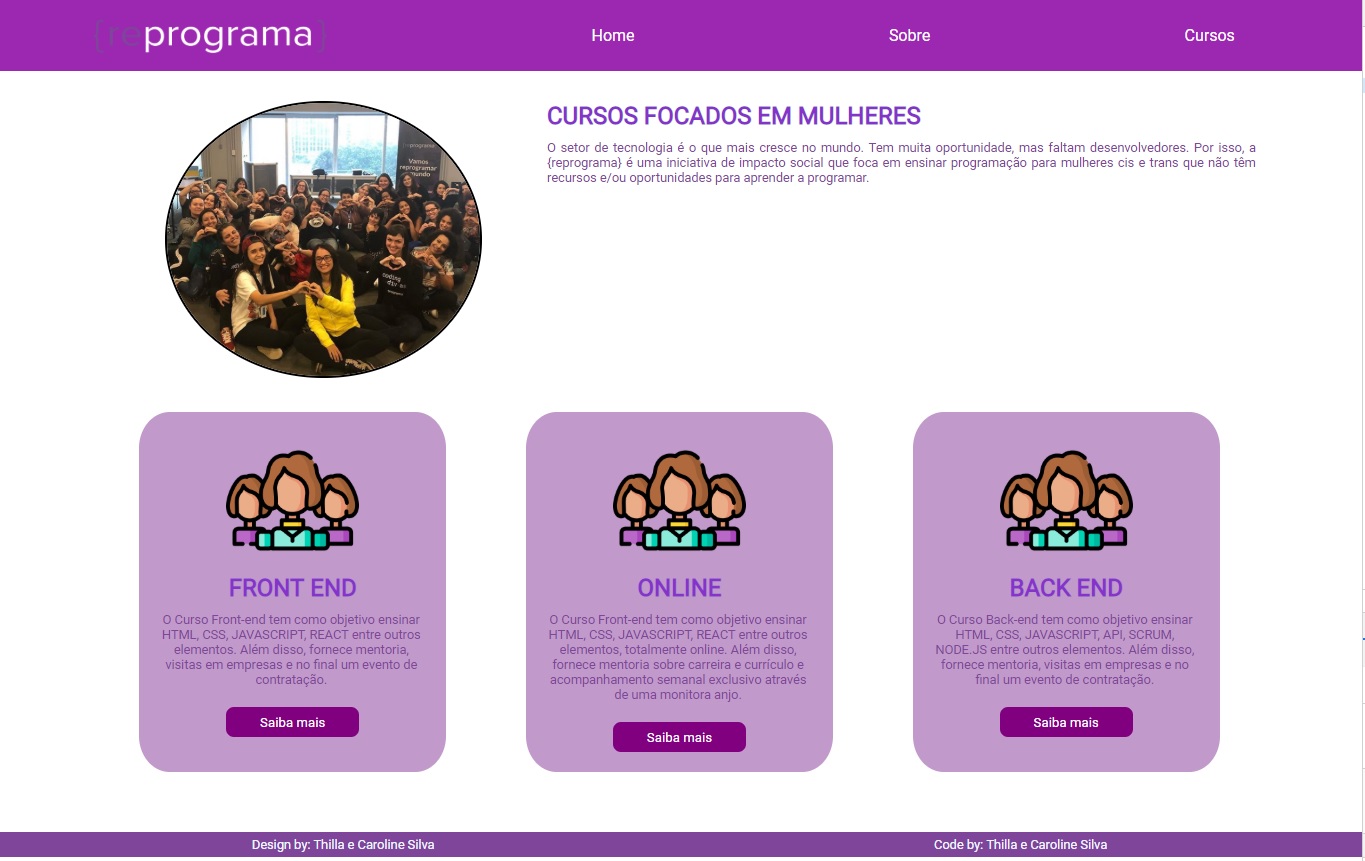 {reprograma}
Home
Sobre
Cursos
{reprograma}
Vamos
reprogramar
mundo
coding
CURSOS FOCADOS EM MULHERES
O setor de tecnologia é o que mais cresce no mundo. Tem muita oportunidade, mas faltam desenvolvedores. Por isso, a
{reprograma} é uma iniciativa de impacto social que foca em ensinar programação para mulheres cis e trans que não têm
recursos e/ou oportunidades para aprender a programar.
FRONT END
O Curso Front-end tem como objetivo ensinar
HTML, CSS, JAVASCRIPT, REACT entre outros
elementos. Além disso, fornece mentoria,
visitas em empresas e no final um evento de
contratação.
Saiba mais
ONLINE
O Curso Front-end tem como objetivo ensinar
HTML, CSS, JAVASCRIPT, REACT entre outros
elementos, totalmente online. Além disso,
fornece mentoria sobre carreira e currículo e
acompanhamento semanal exclusivo através
de uma monitora anjo.
Saiba mais
BACK END
O Curso Back-end tem como objetivo ensinar
HTML, CSS, JAVASCRIPT, API, SCRUM,
NODE.JS entre outros elementos. Além disso,
fornece mentoria, visitas em empresas e no
final um evento de contratação.
Saiba mais
Design by: Thilla e Caroline Silva
Code by: Thilla e Caroline Silva